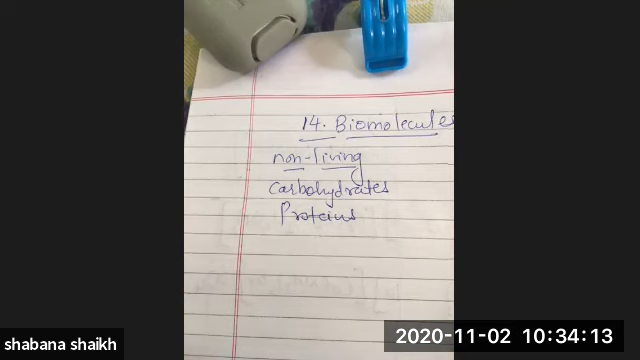 14. Biomolecules
non-living
Carbohydrates
Proteins
shabana shaikh
2020-11-02 10:34:13